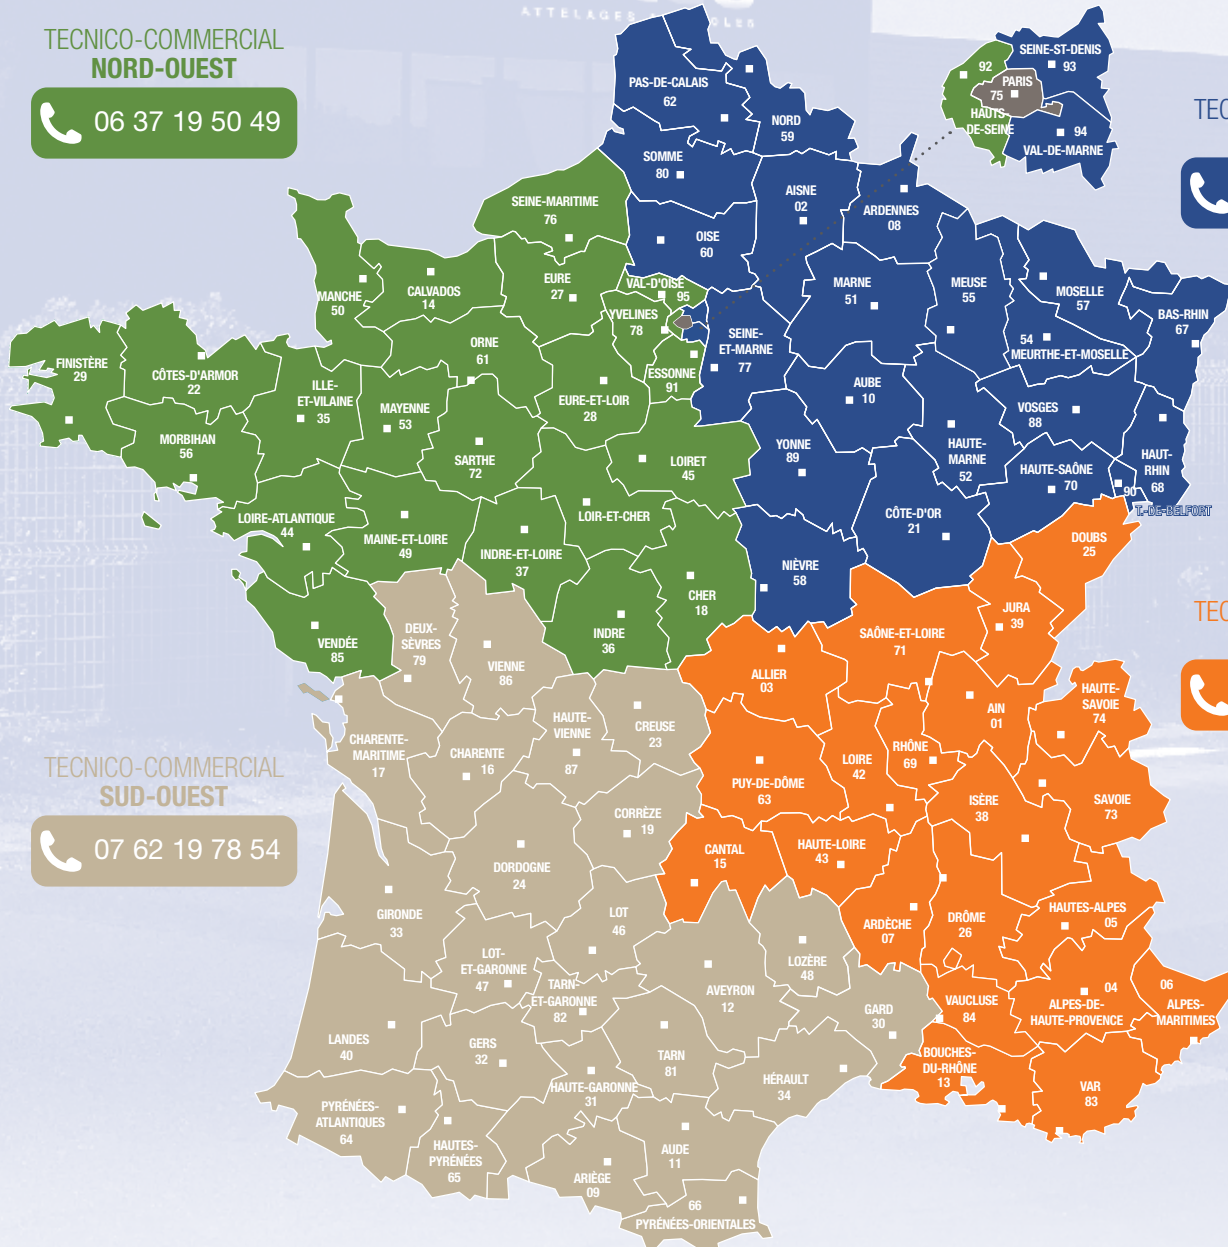 ATTELAGES
TECNICO-COMMERCIAL
NORD-OUEST
06 37 19 50 49
TEC
PAS-DE-CALAIS
62
NORD
59
SEINE-ST-DENIS
93
92
PARIS
75
HAUTS-
DE-SEINE
94
VAL-DE-MARNE
SOMME
80
AISNE
02
ARDENNES
08
SEINE-MARITIME
76
OISE
60
EURE
27
VAL-D'OISE
95
MANCHE
50
CALVADOS
14
YVELINES
78
SEINE-
ET-MARNE
77
MARNE
51
MEUSE
55
MOSELLE
57
BAS-RHIN
67
54
MEURTHE-ET-MOSELLE
FINISTÈRE
29
CÔTES-D'ARMOR
22
ORNE
61
ESSONNE
91
ILLE-
ET-VILAINE
35
MAYENNE
53
EURE-ET-LOIR
28
AUBE
10
VOSGES
88
MORBIHAN
56
SARTHE
72
LOIRET
45
YONNE
89
HAUTE-
MARNE
52
HAUTE-SAÔNE
70
HAUT-
RHIN
68
90
T.-DE-BELFORT
LOIRE-ATLANTIQUE
44
MAINE-ET-LOIRE
49
LOIR-ET-CHER
CÔTE-D'OR
21
DOUBS
25
INDRE-ET-LOIRE
37
NIÈVRE
58
CHER
18
JURA
39
TEC
VENDÉE
85
DEUX-
SÈVRES
79
VIENNE
86
INDRE
36
SAÔNE-ET-LOIRE
71
ALLIER
03
AIN
01
HAUTE-
SAVOIE
74
TECNICO-COMMERCIAL
SUD-OUEST
07 62 19 78 54
CHARENTE-
MARITIME
17
CHARENTE
16
HAUTE-
VIENNE
87
CREUSE
23
PUY-DE-DÔME
63
LOIRE
42
RHÔNE
69
ISÈRE
38
SAVOIE
73
CORRÈZE
19
DORDOGNE
24
CANTAL
15
HAUTE-LOIRE
43
GIRONDE
33
LOT
46
LOZÈRE
48
ARDÈCHE
07
DRÔME
26
HAUTES-ALPES
05
LOT-
ET-GARONNE
47
TARN-
ET-GARONNE
82
AVEYRON
12
GARD
30
VAUCLUSE
84
04
ALPES-DE-
HAUTE-PROVENCE
06
ALPES-
MARITIMES
LANDES
40
GERS
32
TARN
81
HÉRAULT
34
BOUCHES-
DU-RHÔNE
13
VAR
83
HAUTE-GARONNE
31
PYRÉNÉES-
ATLANTIQUES
64
HAUTES-
PYRÉNÉES
65
ARIÈGE
09
AUDE
11
66
PYRÉNÉES-ORIENTALES